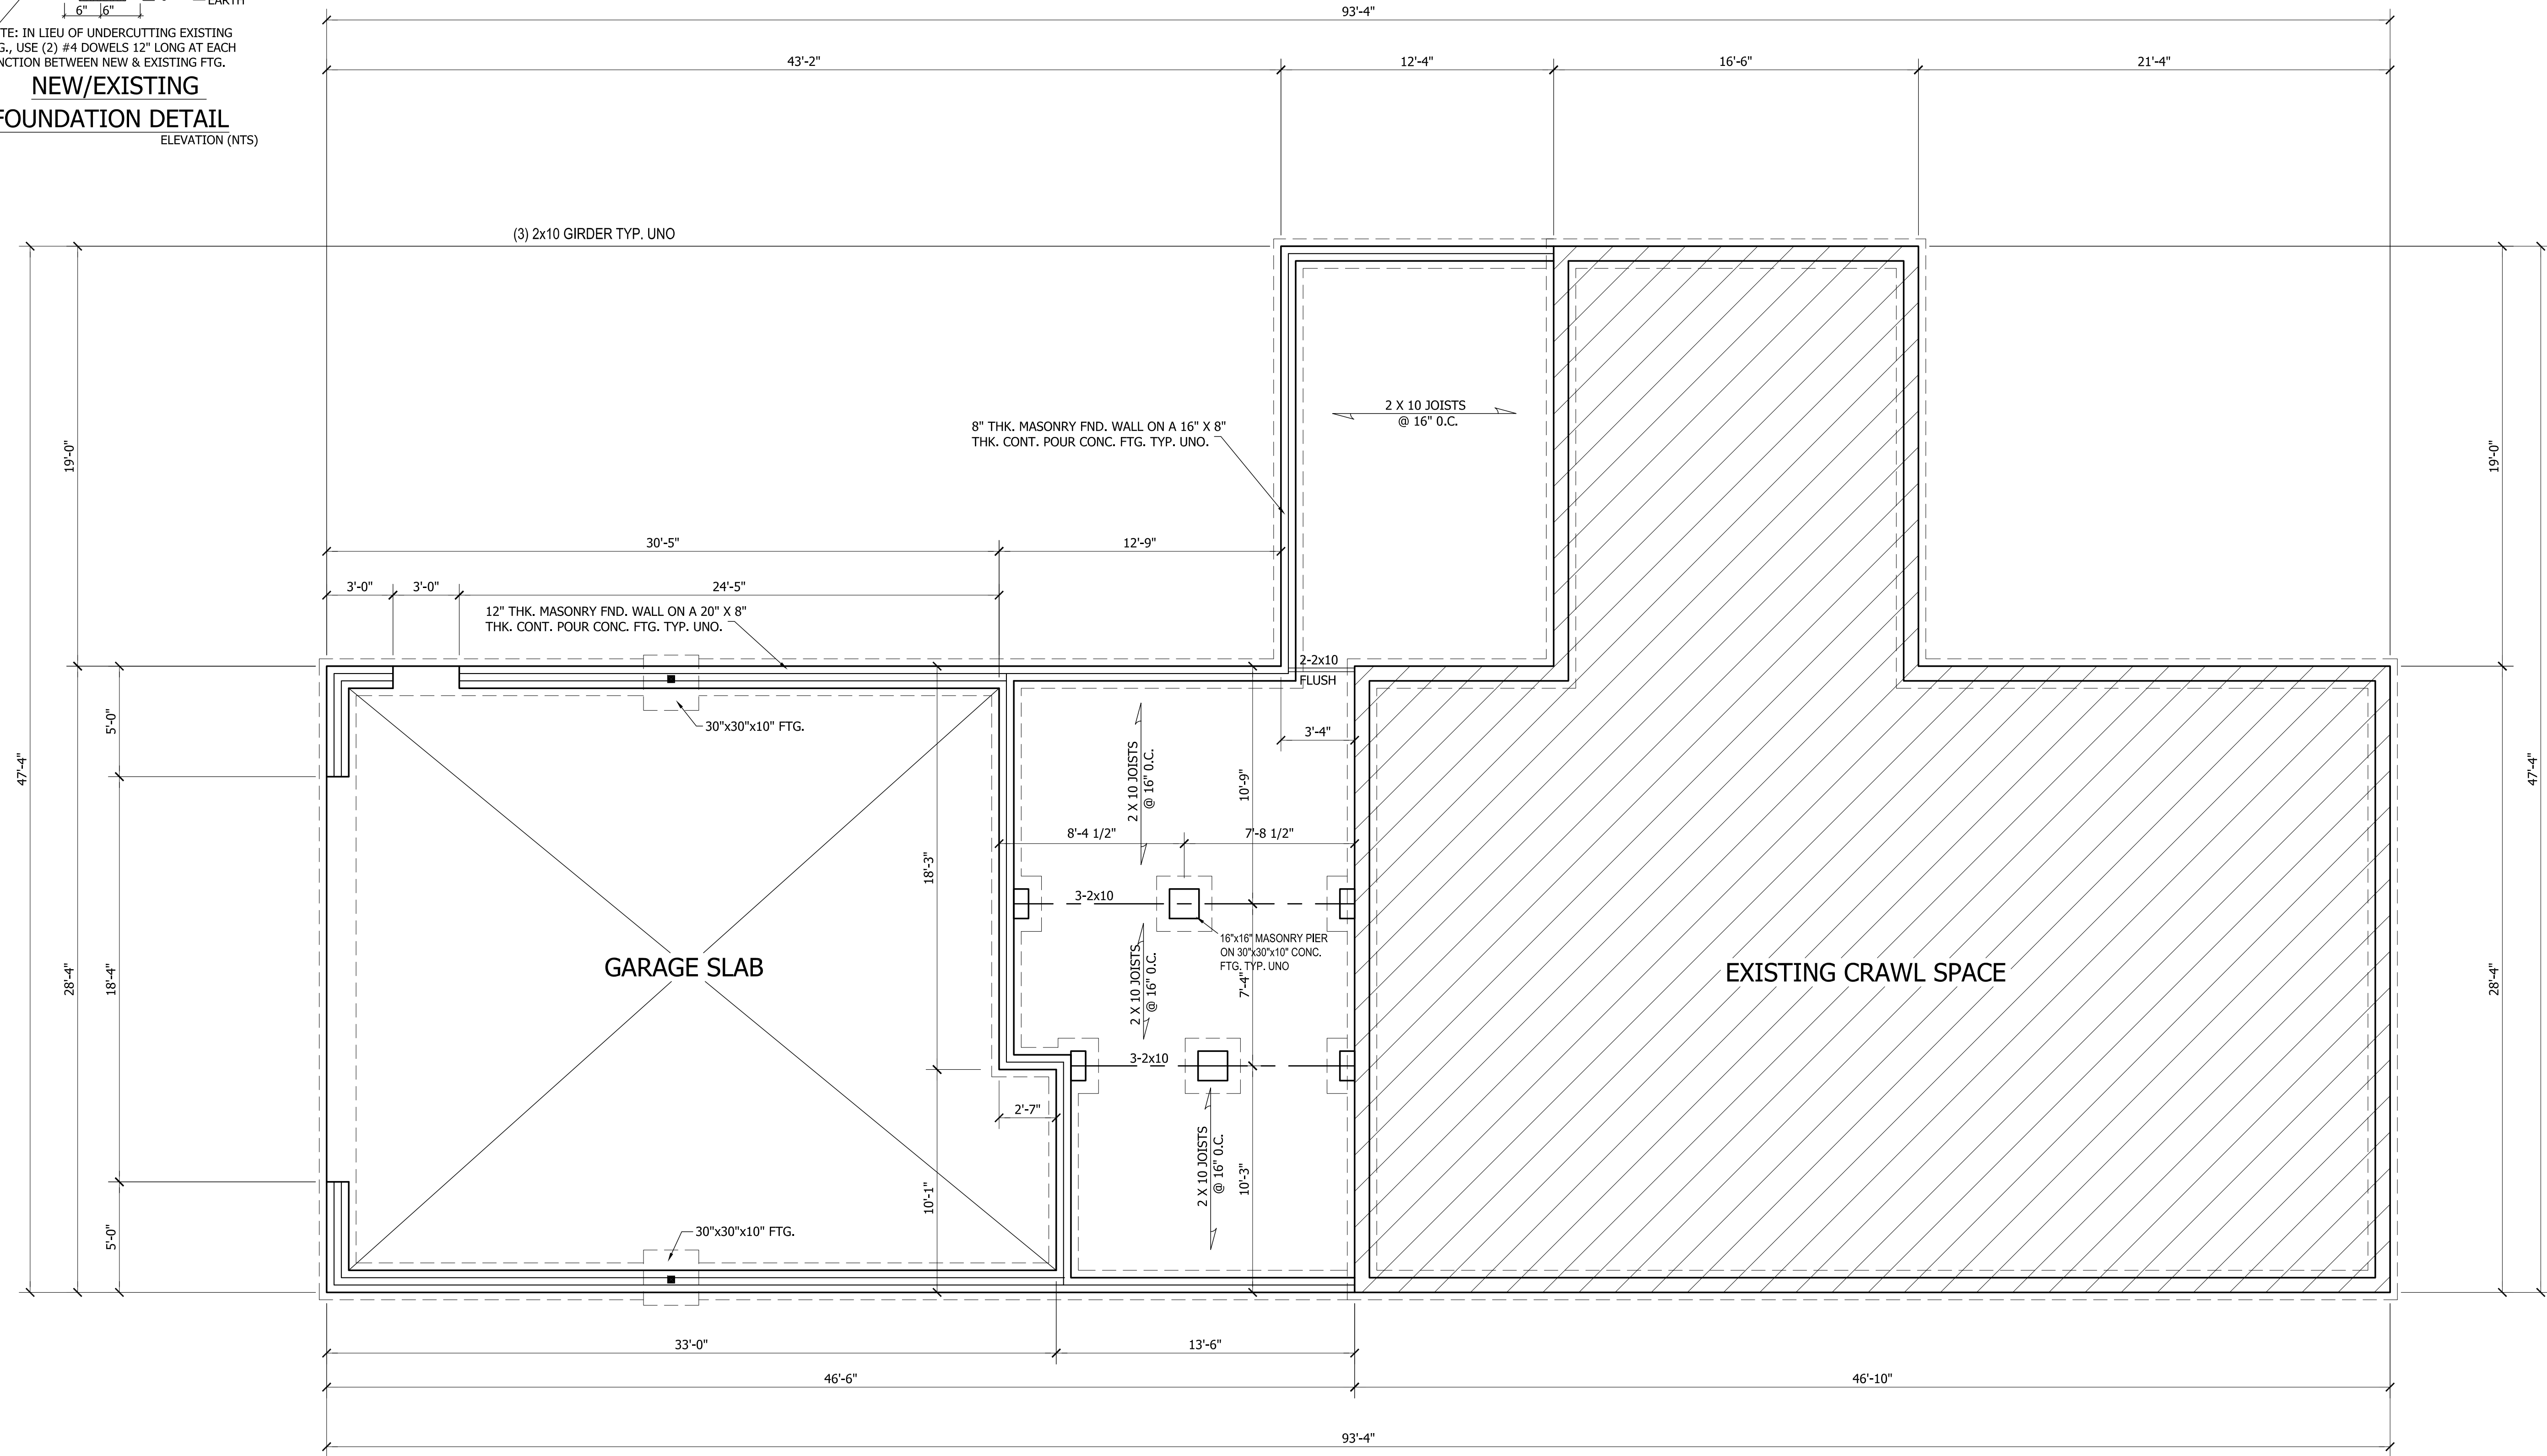 EARTH
6" 6"
TE: IN LIEU OF UNDERCUTTING EXISTING
G., USE (2) #4 DOWELS 12" LONG AT EACH
NCTION BETWEEN NEW & EXISTING FTG.
NEW/EXISTING
FOUNDATION DETAIL
ELEVATION (NTS)
93'-4"
43'-2"
12'-4"
16'-6"
21'-4"
(3) 2x10 GIRDER TYP. UNO
2 X 10 JOISTS
@ 16" O.C.
8" THK. MASONRY FND. WALL ON A 16" X 8"
THK. CONT. POUR CONC. FTG. TYP. UNO.
19'-0"
19'-0"
30'-5"
12'-9"
3'-0"
3'-0"
24'-5"
12" THK. MASONRY FND. WALL ON A 20" X 8"
THK. CONT. POUR CONC. FTG. TYP. UNO.
2-2x10
FLUSH
30"x30"x10" FTG.
5'-0"
3'-4"
47'-4"
47'-4"
2 X 10 JOISTS
@ 16" O.C.
10'-9"
8'-4 1/2"
7'-8 1/2"
18'-3"
3-2x10
16"x16" MASONRY PIER
ON 30"x30"x10" CONC.
FTG. TYP. UNO
GARAGE SLAB
EXISTING CRAWL SPACE
28'-4"
18'-4"
2 X 10 JOISTS
@ 16" O.C.
7'-4"
28'-4"
3-2x10
2'-7"
2 X 10 JOISTS
@ 16" O.C.
10'-3"
10'-1"
5'-0"
30"x30"x10" FTG.
33'-0"
13'-6"
46'-6"
46'-10"
93'-4"